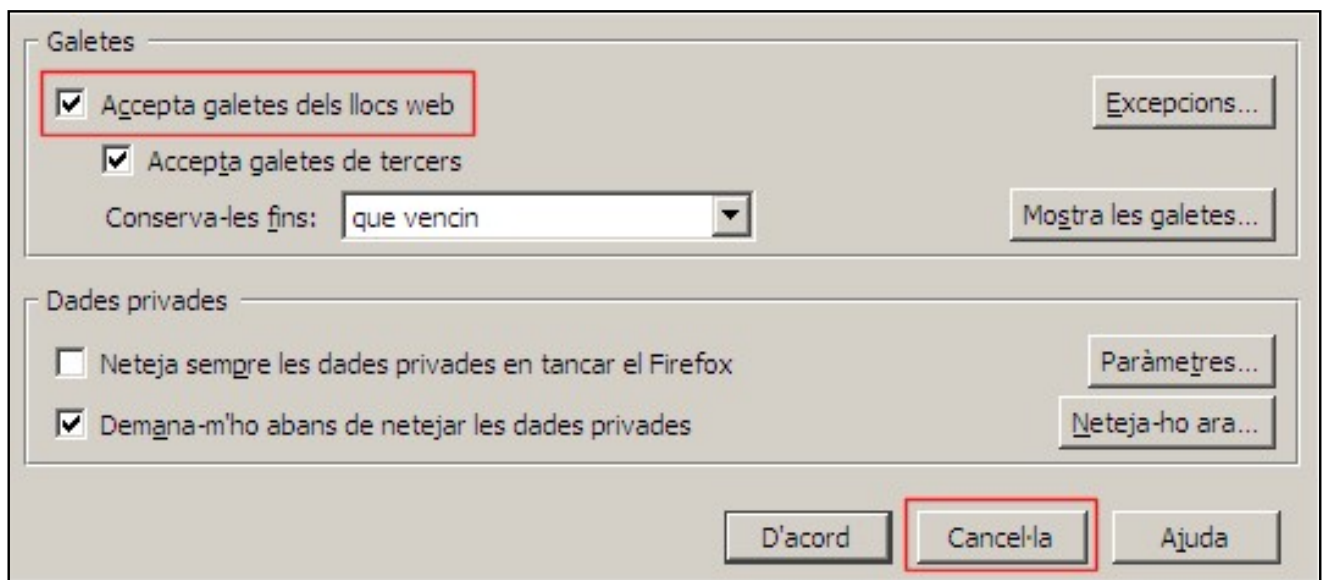 Galetes
Accepta galetes dels llocs web
Excepcions...
Accepta galetes de tercers
Conserva-les fins: que vencin
Mostra les galetes...
Dades privades
Neteja sempre les dades privades en tancar el Firefox
Paràmetres...
Demana-m'ho abans de netejar les dades privades
Neteja-ho ara...
D'acord
Cancel·la
Ajuda